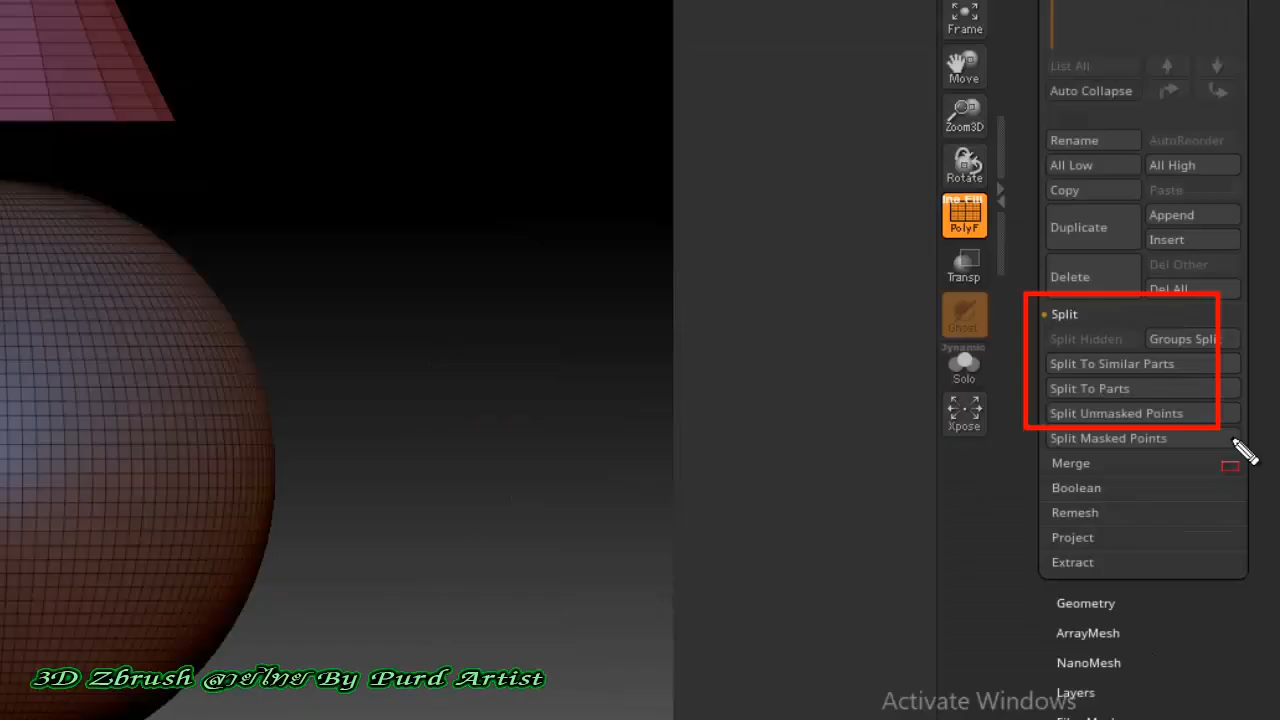 Frame
Move
Zoom3D
Rotate
PolyF
Transp
Ghost
Dynamic
Solo
Xpose
List All
Auto Collapse
Rename AutoReorder
All Low All High
Copy Paste
Duplicate Append
Insert
Delete Del Other
Del All
Split
Split Hidden Groups Split
Split To Similar Parts
Split To Parts
Split Unmasked Points
Split Masked Points
Merge
Boolean
Remesh
Project
Extract
Geometry
ArrayMesh
NanoMesh
Layers
3D Zbrush ลายไทย By Purd Artist
Activate Windows